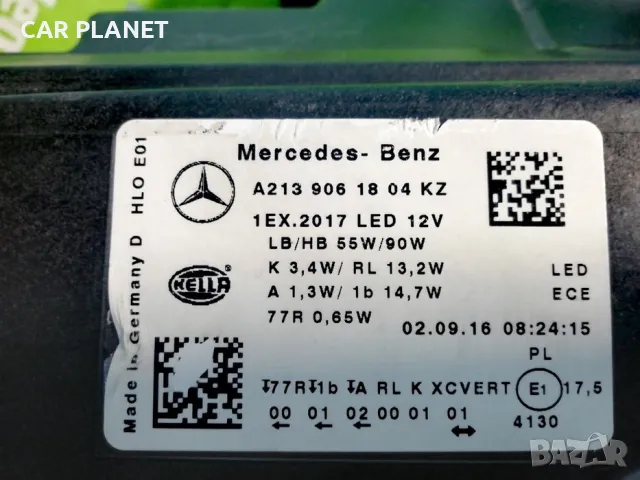 CAR PLANET
Made in Germany D HLO E01
Mercedes- Benz
A213 906 18 04 KZ
1EX.2017 LED 12V
LB/HB 55W/90W
K 3,4W/ RL 13,2W LED
A 1,3W/ 1b 14,7W ECE
77R 0,65W
HELLA
02.09.16 08:24:15
PL
77R 1b A RL K XCVERT E1 17,5
00 01 02 00 01 01 4130
bazar